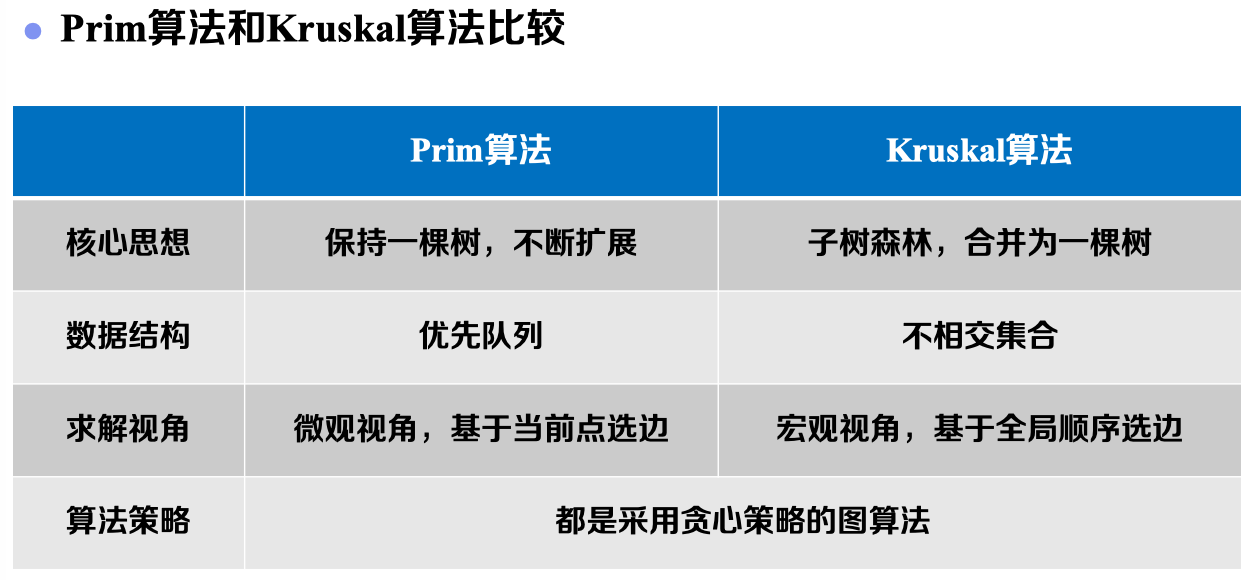 Prim算法和Kruskal算法比较
Prim算法 Kruskal算法
核心思想 保持一棵树，不断扩展 子树森林，合并为一棵树
数据结构 优先队列 不相交集合
求解视角 微观视角，基于当前点选边 宏观视角，基于全局顺序选边
算法策略 都是采用贪心策略的图算法